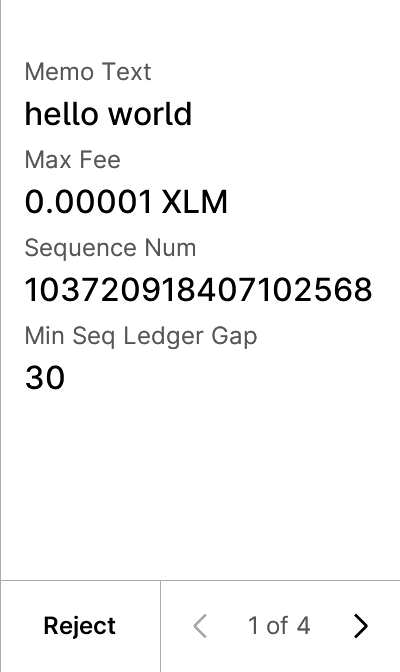 Memo Text
hello world
Max Fee
0.00001 XLM
Sequence Num
103720918407102568
Min Seq Ledger Gap
30
Reject
1 of 4